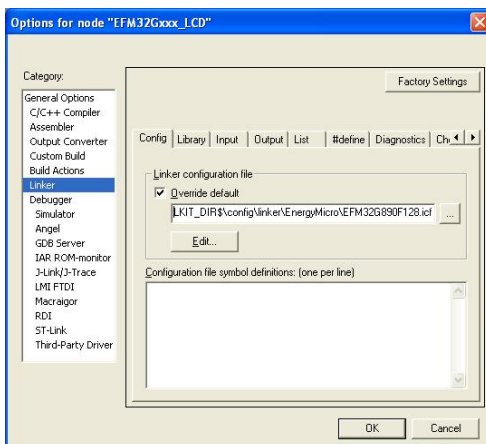 Options for node "EFM32Gxxx_LCD"
Category:
General Options
C/C++ Compiler
Assembler
Output Converter
Custom Build
Build Actions
Linker
Debugger
Simulator
Angel
GDB Server
IAR ROM-monitor
J-Link/J-Trace
LMI FTDI
Macraigor
RDI
ST-Link
Third-Party Driver
Factory Settings
Config Library Input Output List #define Diagnostics Che
Linker configuration file
Override default
LKIT_DIR$\config\linker\EnergyMicro\EFM32G890F128.icf ...
Edit...
Configuration file symbol definitions: (one per line)
OK Cancel